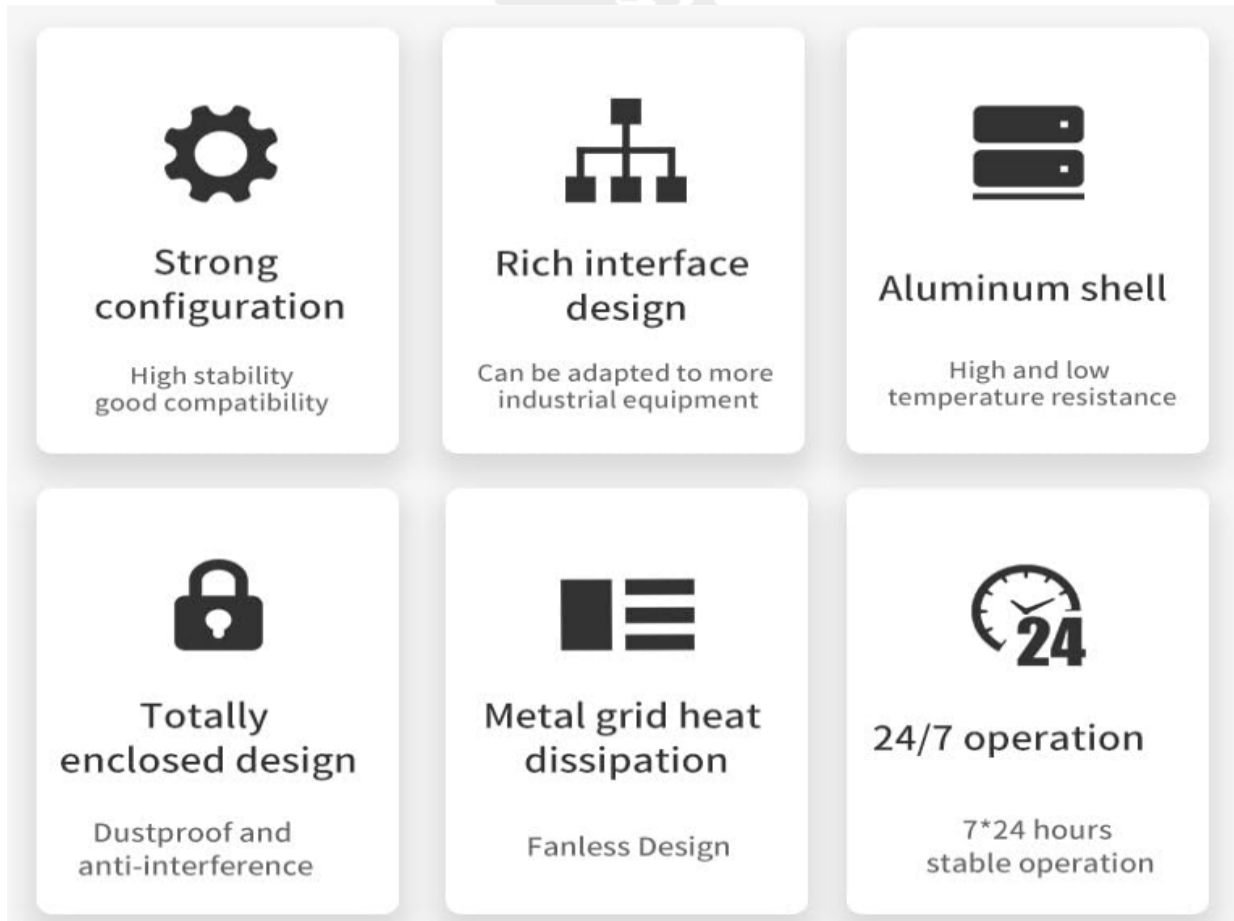 Strong
configuration
High stability
good compatibility
Rich interface
design
Can be adapted to more
industrial equipment
Aluminum shell
High and low
temperature resistance
Totally
enclosed design
Dustproof and
anti-interference
Metal grid heat
dissipation
Fanless Design
24
24/7 operation
7*24 hours
stable operation